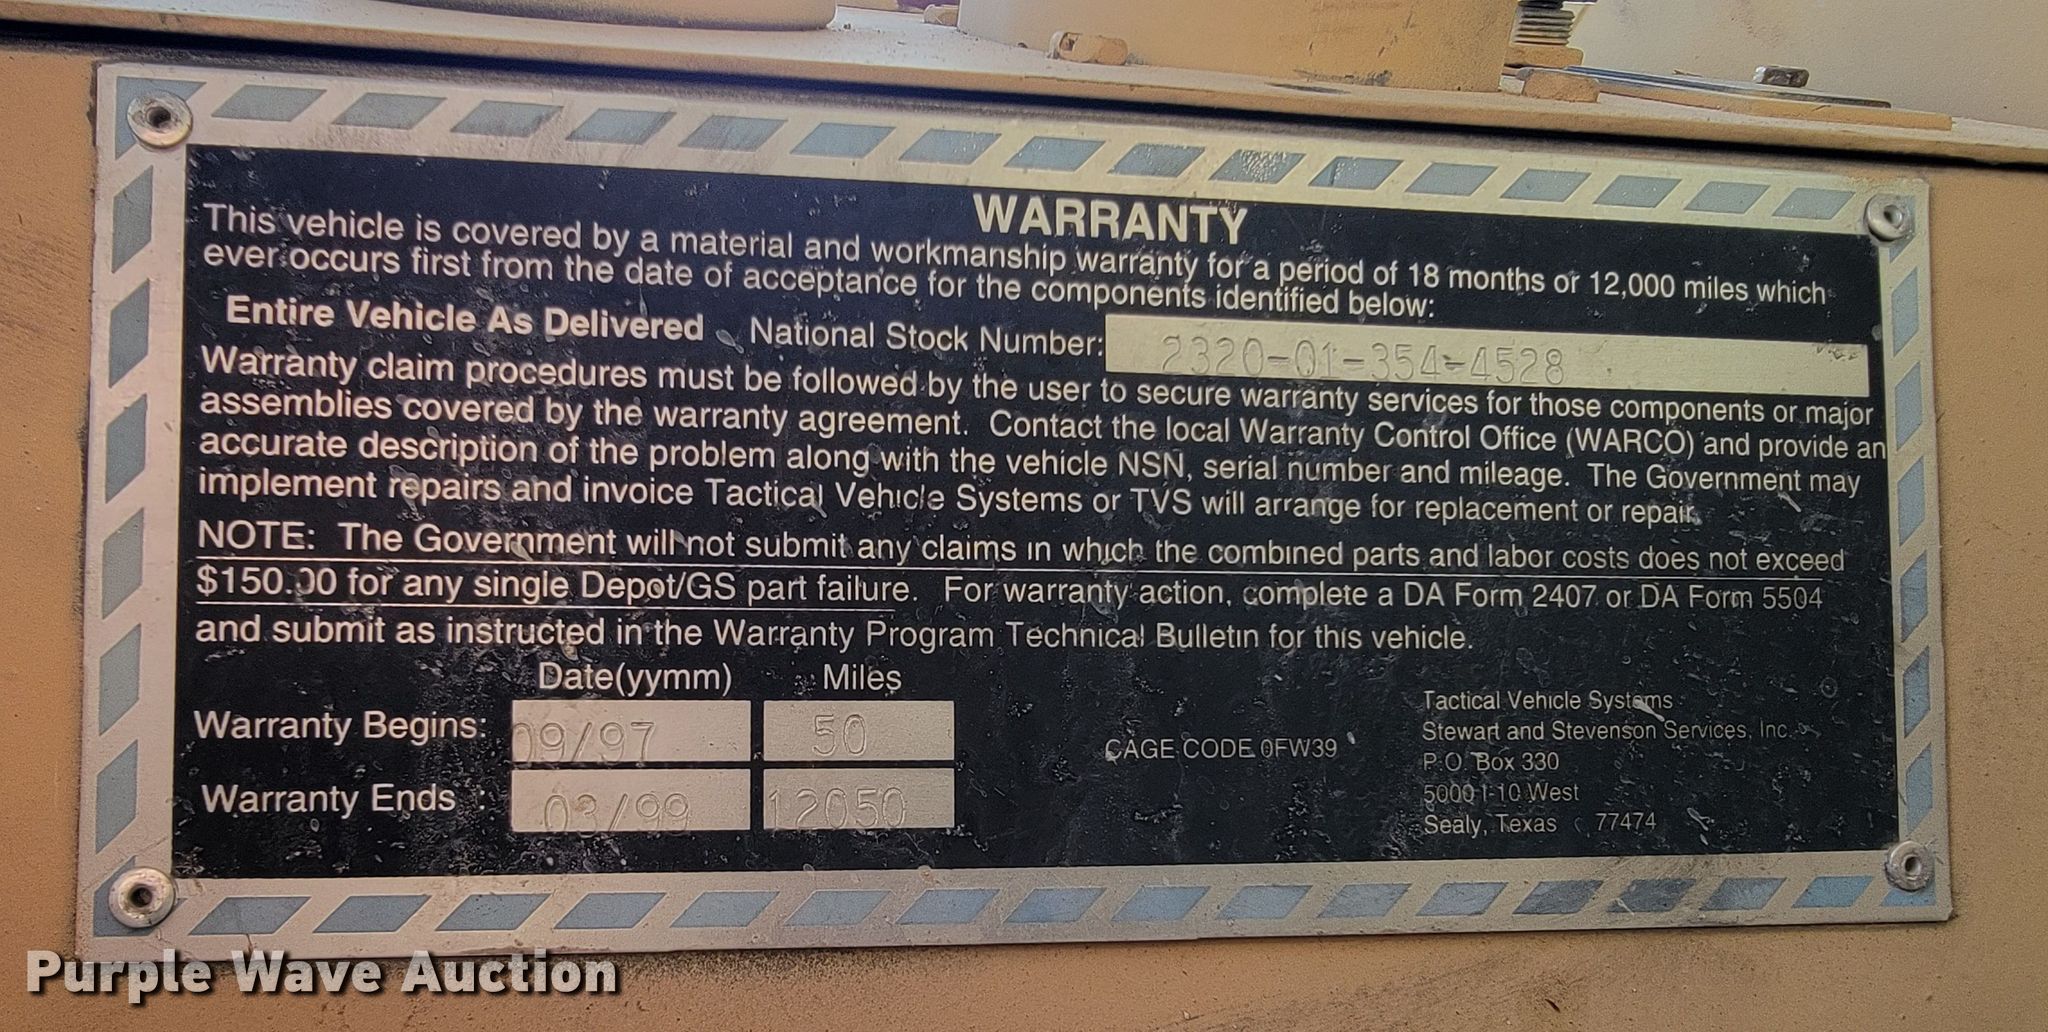 WARRANTY
This vehicle is covered by a material and workmanship warranty for a period of 18 months or 12,000 miles which
ever occurs first from the date of acceptance for the components identified below:
Entire Vehicle As Delivered National Stock Number: 2320-01-354-4528
Warranty claim procedures must be followed by the user to secure warranty services for those components or major
assemblies covered by the warranty agreement. Contact the local Warranty Control Office (WARCO) and provide an
accurate description of the problem along with the vehicle NSN, serial number and mileage. The Government may
implement repairs and invoice Tactical Vehicle Systems or TVS will arrange for replacement or repair.
NOTE: The Government will not submit any claims in which the combined parts and labor costs does not exceed
$150.00 for any single Depot/GS part failure. For warranty action, complete a DA Form 2407 or DA Form 5504
and submit as instructed in the Warranty Program Technical Bulletin for this vehicle.
Date(yymm) Miles
Warranty Begins: 09/97 50
Warranty Ends : 03/99 12050
CAGE CODE 0FW39
Tactical Vehicle Systems
Stewart and Stevenson Services, Inc.
P.O. Box 330
5000 I-10 West
Sealy, Texas 77474
Purple Wave Auction